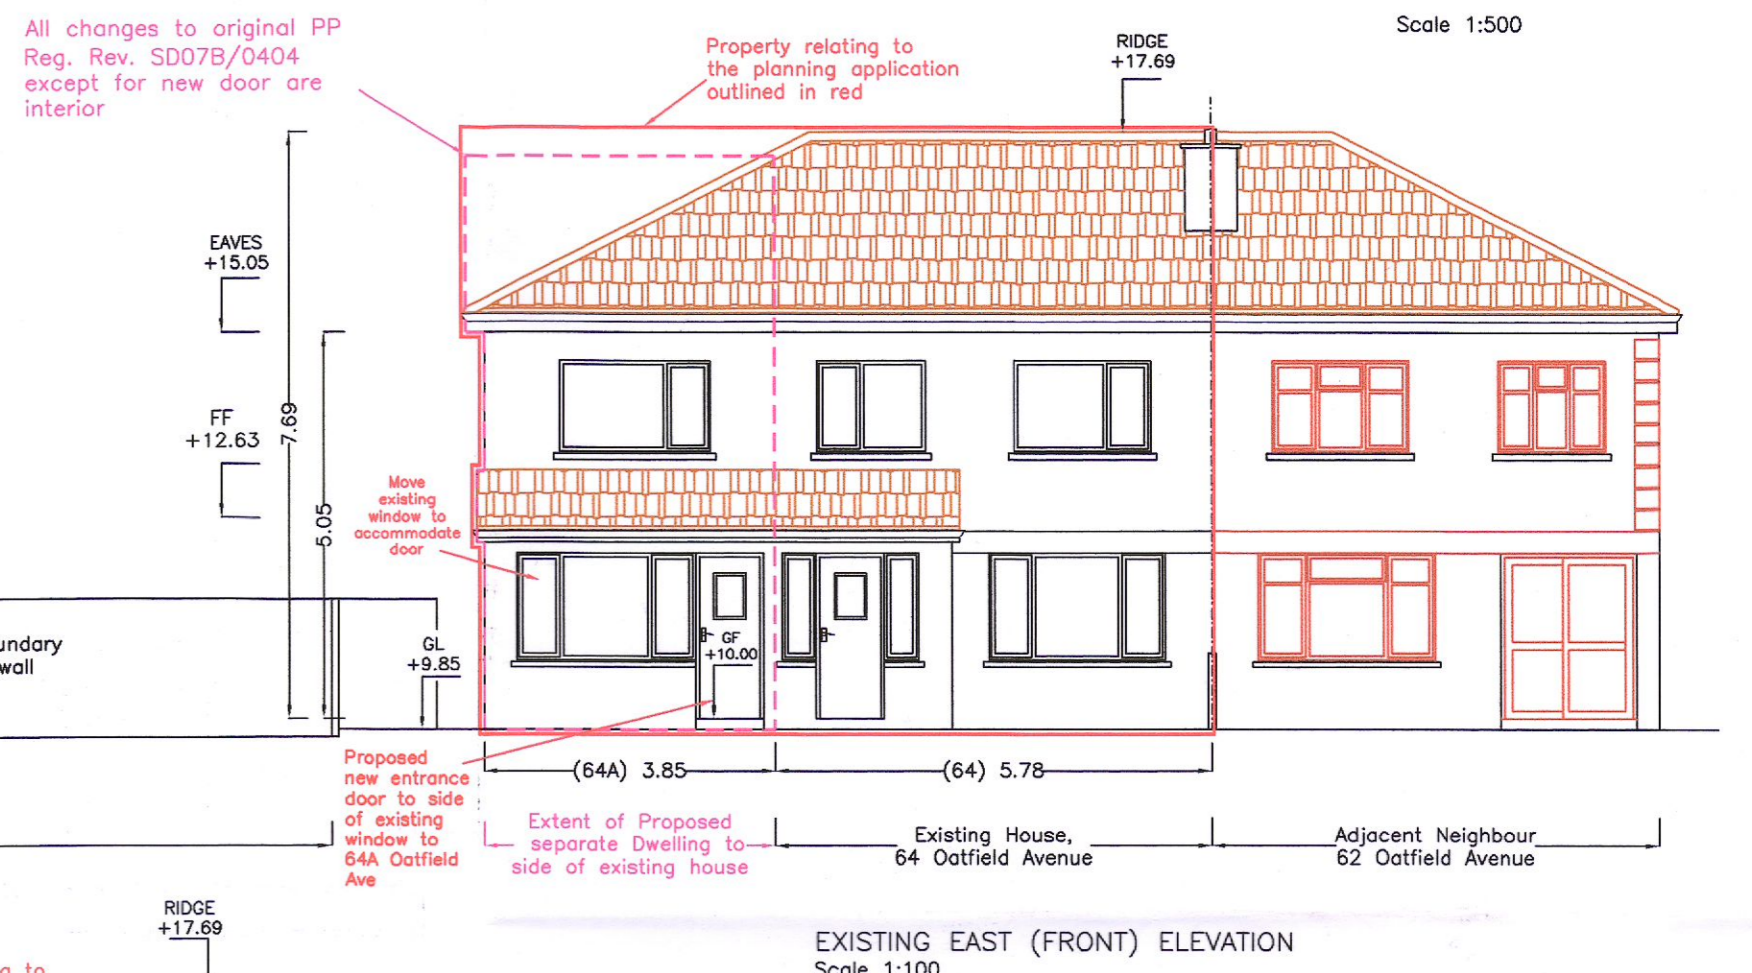 All changes to original PP
Reg. Rev. SD07B/0404
except for new door are
interior
Property relating to
the planning application
outlined in red
RIDGE
+17.69
Scale 1:500
EAVES
+15.05
FF
+12.63
7.69
5.05
Move
existing
window to
accommodate
door
GL
+9.85
GF
+10.00
wall
Proposed
new entrance
door to side
of existing
window to
64A Oatfield
Ave
(64A) 3.85
(64) 5.78
Extent of Proposed
separate Dwelling to
side of existing house
Existing House,
64 Oatfield Avenue
Adjacent Neighbour
62 Oatfield Avenue
RIDGE
+17.69
to
EXISTING EAST (FRONT) ELEVATION
Scale 1:100